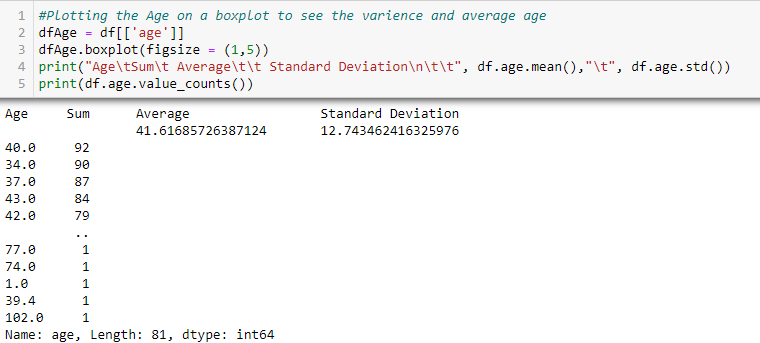 1 #Plotting the Age on a boxplot to see the varience and average age
2 dfAge = df[['age']]
3 dfAge.boxplot(figsize = (1,5))
4 print("Age\tSum\t Average\t\t Standard Deviation\n\t\t", df.age.mean(),"\t", df.age.std())
5 print(df.age.value_counts())
Age Sum Average Standard Deviation
41.61685726387124 12.743462416325976
40.0 92
34.0 90
37.0 87
43.0 84
42.0 79
..
77.0 1
74.0 1
1.0 1
39.4 1
102.0 1
Name: age, Length: 81, dtype: int64